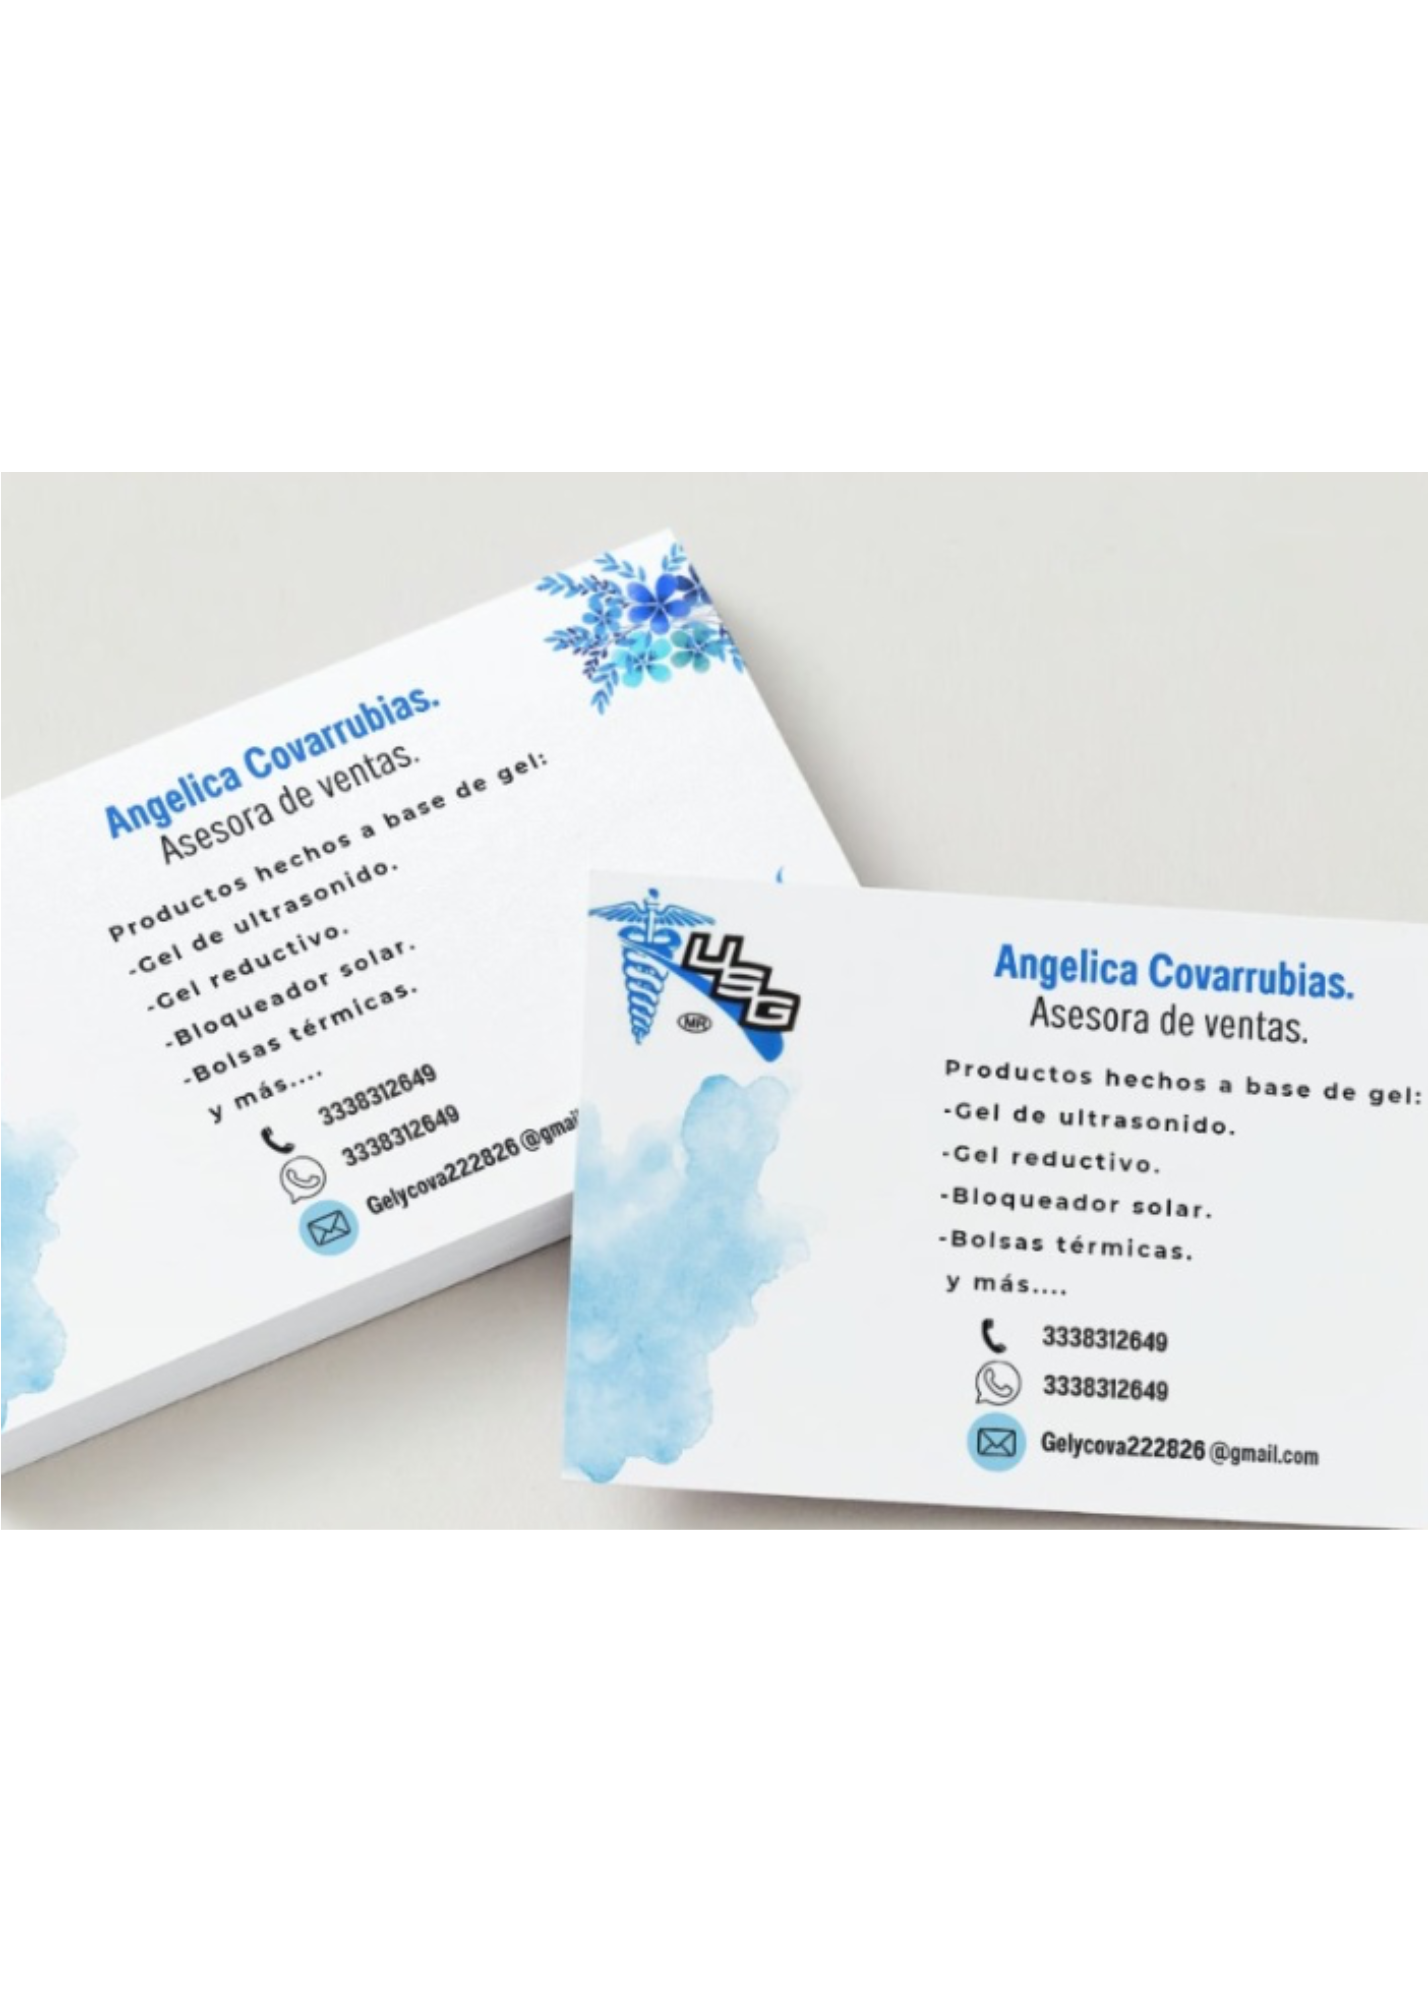 Angelica Covarrubias.
Asesora de ventas.
Productos hechos a base de gel:
-Gel de ultrasonido.
-Gel reductivo.
-Bloqueador solar.
-Bolsas térmicas.
y más....
3338312649
3338312649
Gelycova222826@gmail
USG
MR
Angelica Covarrubias.
Asesora de ventas.
Productos hechos a base de gel:
-Gel de ultrasonido.
-Gel reductivo.
-Bloqueador solar.
-Bolsas térmicas.
y más....
3338312649
3338312649
Gelycova222826@gmail.com